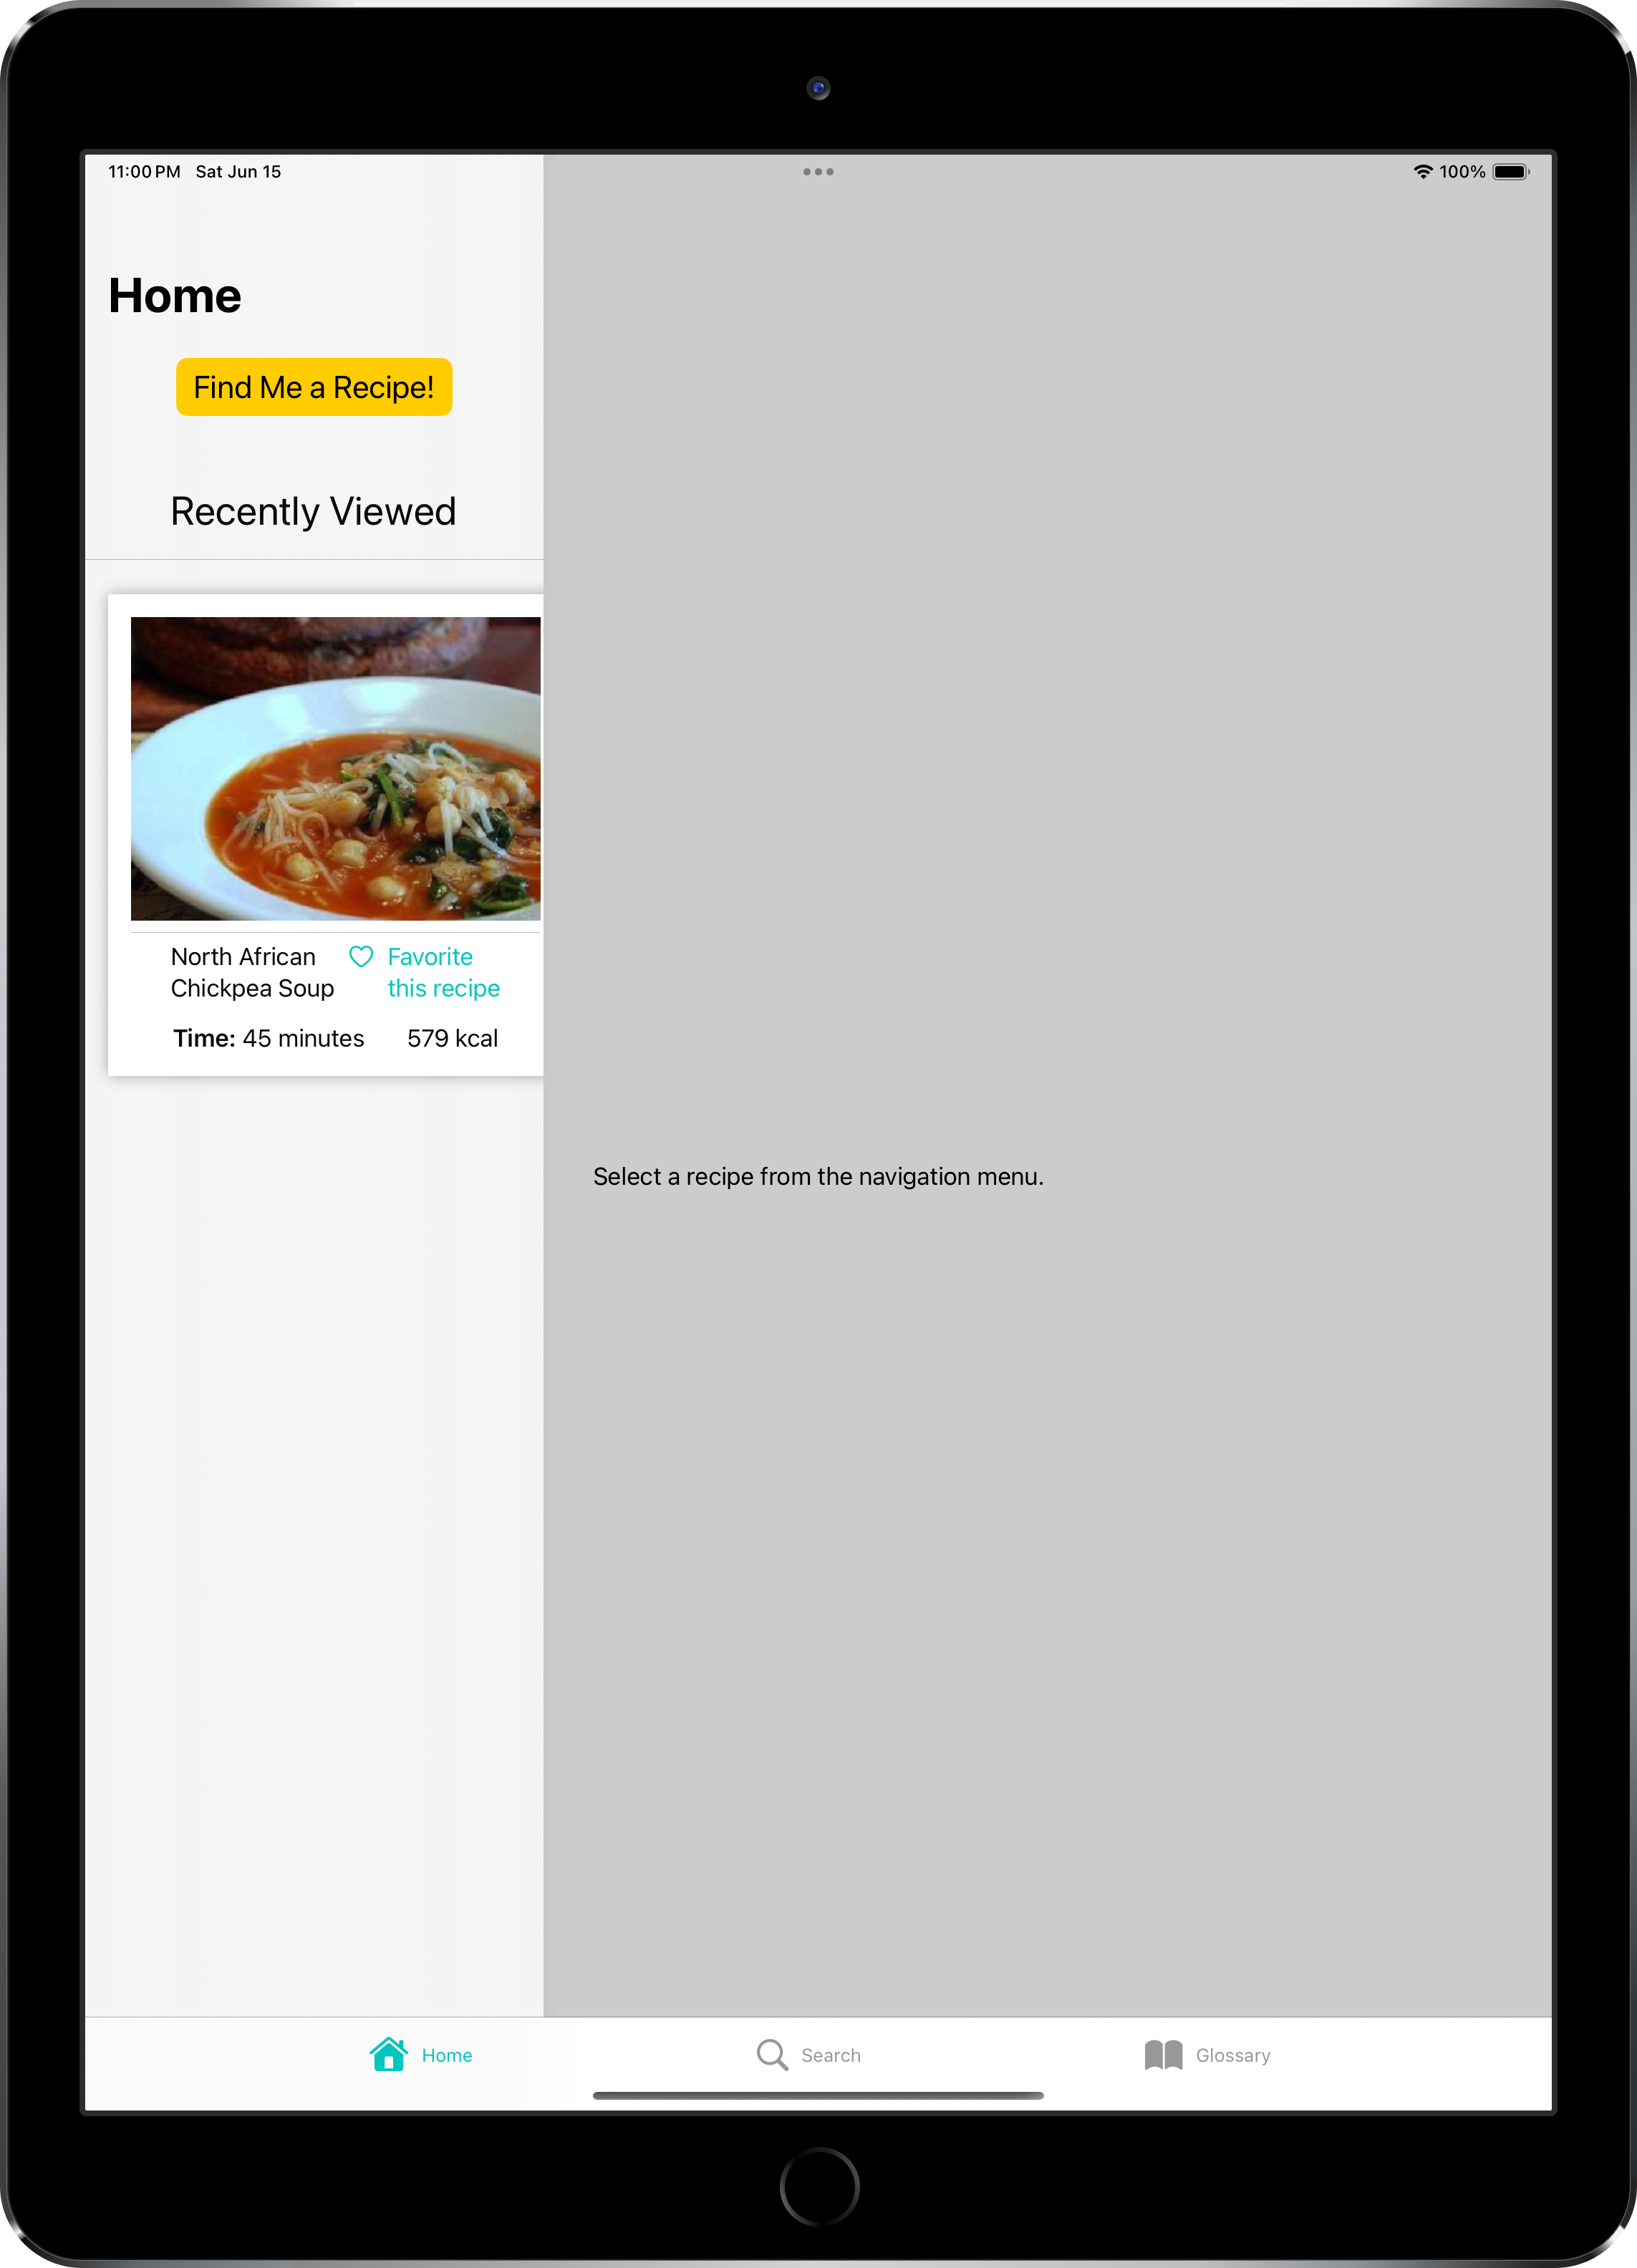 11:00 PM Sat Jun 15
100%
Home
Find Me a Recipe!
Recently Viewed
North African
Chickpea Soup
Favorite
this recipe
Time: 45 minutes
579 kcal
Select a recipe from the navigation menu.
Home
Search
Glossary